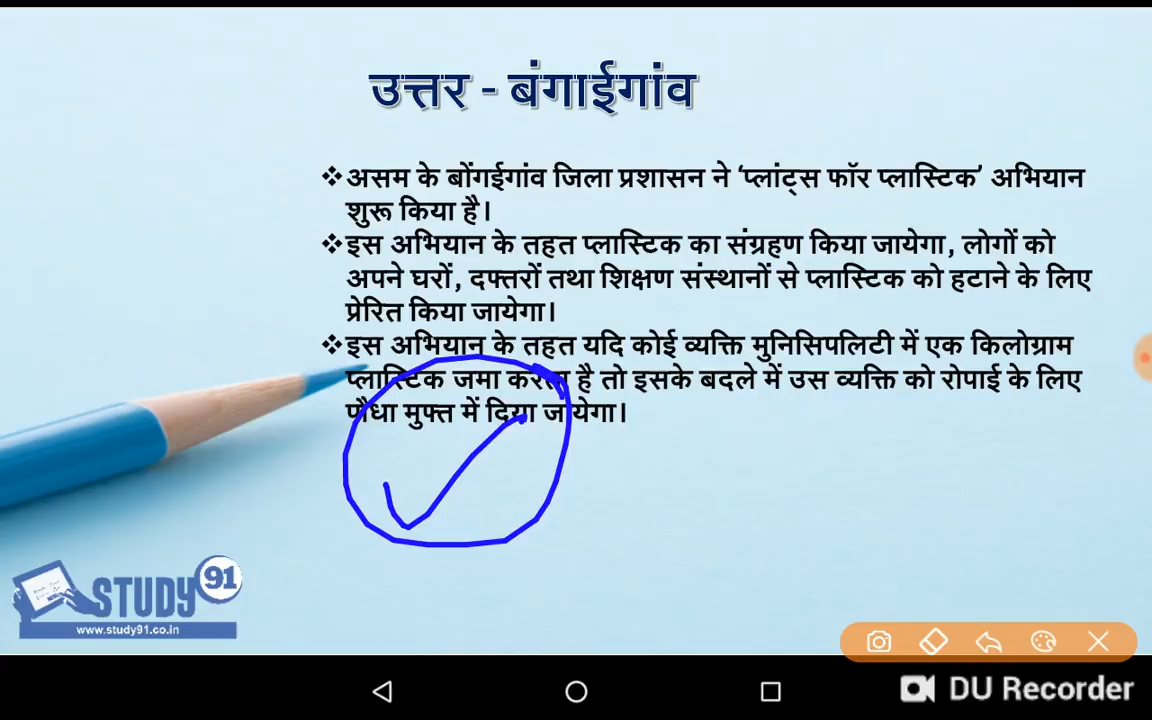 उत्तर - बंगाईगांव
❖असम के बोंगईगांव जिला प्रशासन ने ‘प्लांट्स फॉर प्लास्टिक’ अभियान
शुरू किया है।
❖इस अभियान के तहत प्लास्टिक का संग्रहण किया जायेगा, लोगों को
अपने घरों, दफ्तरों तथा शिक्षण संस्थानों से प्लास्टिक को हटाने के लिए
प्रेरित किया जायेगा।
❖इस अभियान के तहत यदि कोई व्यक्ति मुनिसिपलिटी में एक किलोग्राम
प्लास्टिक जमा करता है तो इसके बदले में उस व्यक्ति को रोपाई के लिए
पौधा मुफ्त में दिया जायेगा।
STUDY 91
www.study91.co.in
DU Recorder